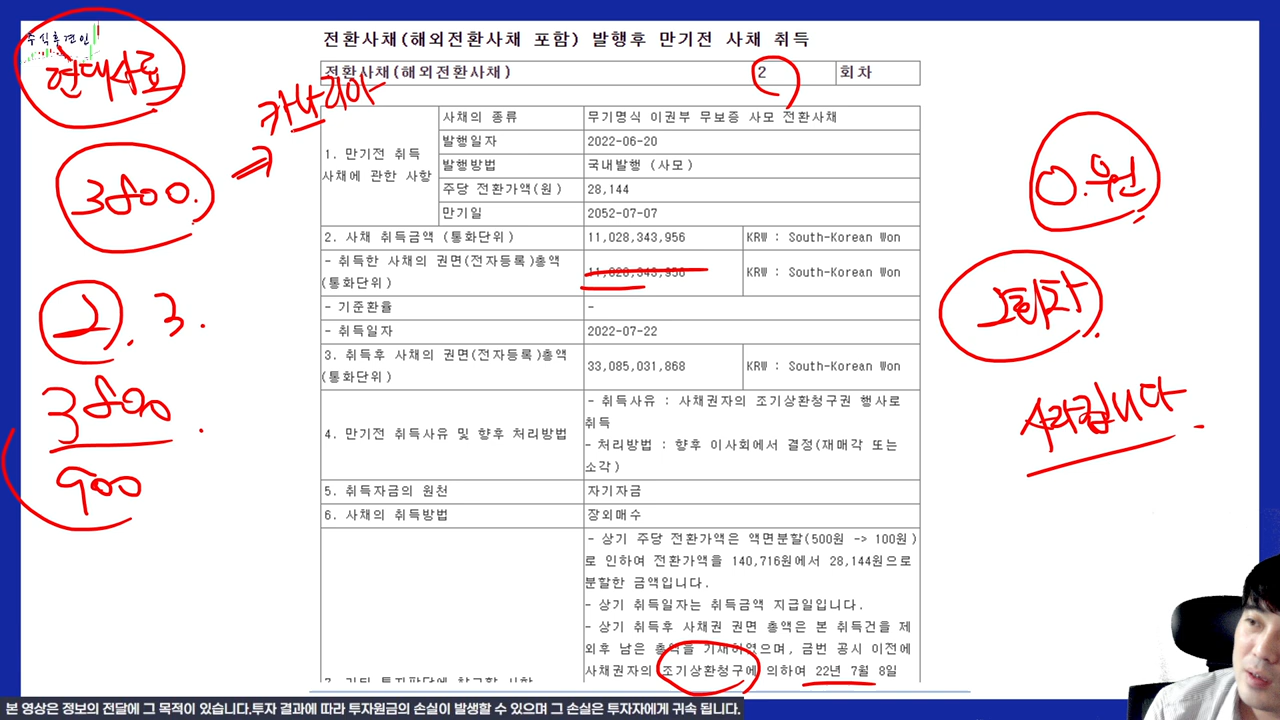 주식후견인
현대사료
3800.
⇒ 카나리아
2, 3.
3800
900
전환사채(해외전환사채 포함) 발행후 만기전 사채 취득
전환사채(해외전환사채) 2 회차
1. 만기전 취득 사채에 관한 사항
사채의 종류 무기명식 이권부 무보증 사모 전환사채
발행일자 2022-06-20
발행방법 국내발행 (사모)
주당 전환가액(원) 28,144
만기일 2052-07-07
2. 사채 취득금액 (통화단위) 11,028,343,956 KRW : South-Korean Won
- 취득한 사채의 권면(전자등록)총액 (통화단위) 11,028,343,956 KRW : South-Korean Won
- 기준환율 -
- 취득일자 2022-07-22
3. 취득후 사채의 권면(전자등록)총액 (통화단위) 33,085,031,868 KRW : South-Korean Won
4. 만기전 취득사유 및 향후 처리방법
- 취득사유 : 사채권자의 조기상환청구권 행사로
취득
- 처리방법 : 향후 이사회에서 결정(재매각 또는
소각)
5. 취득자금의 원천 자기자금
6. 사채의 취득방법 장외매수
- 상기 주당 전환가액은 액면분할(500원 -> 100원)
로 인하여 전환가액을 140,716원에서 28,144원으로
분할한 금액입니다.
- 상기 취득일자는 취득금액 지급일입니다.
- 상기 취득후 사채권 권면 총액은 본 취득건을 제
외후 남은 총액을 기재하였으며, 금번 공시 이전에
사채권자의 조기상환청구에 의하여 22년 7월 8일
0.원
2회차
사라집니다
본 영상은 정보의 전달에 그 목적이 있습니다.투자 결과에 따라 투자원금의 손실이 발생할 수 있으며 그 손실은 투자자에게 귀속 됩니다.